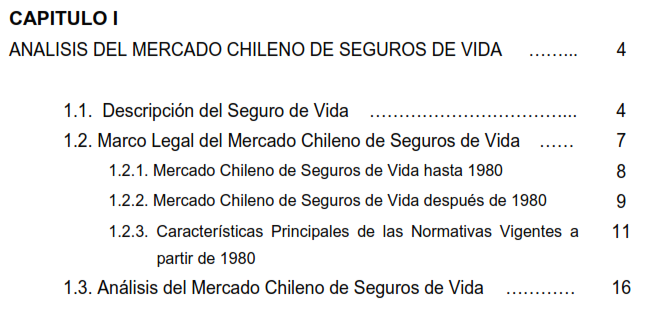 CAPITULO I
ANALISIS DEL MERCADO CHILENO DE SEGUROS DE VIDA ……... 4
1.1. Descripción del Seguro de Vida ……………………………... 4
1.2. Marco Legal del Mercado Chileno de Seguros de Vida …… 7
1.2.1. Mercado Chileno de Seguros de Vida hasta 1980 8
1.2.2. Mercado Chileno de Seguros de Vida después de 1980 9
1.2.3. Características Principales de las Normativas Vigentes a 11
partir de 1980
1.3. Análisis del Mercado Chileno de Seguros de Vida ………… 16